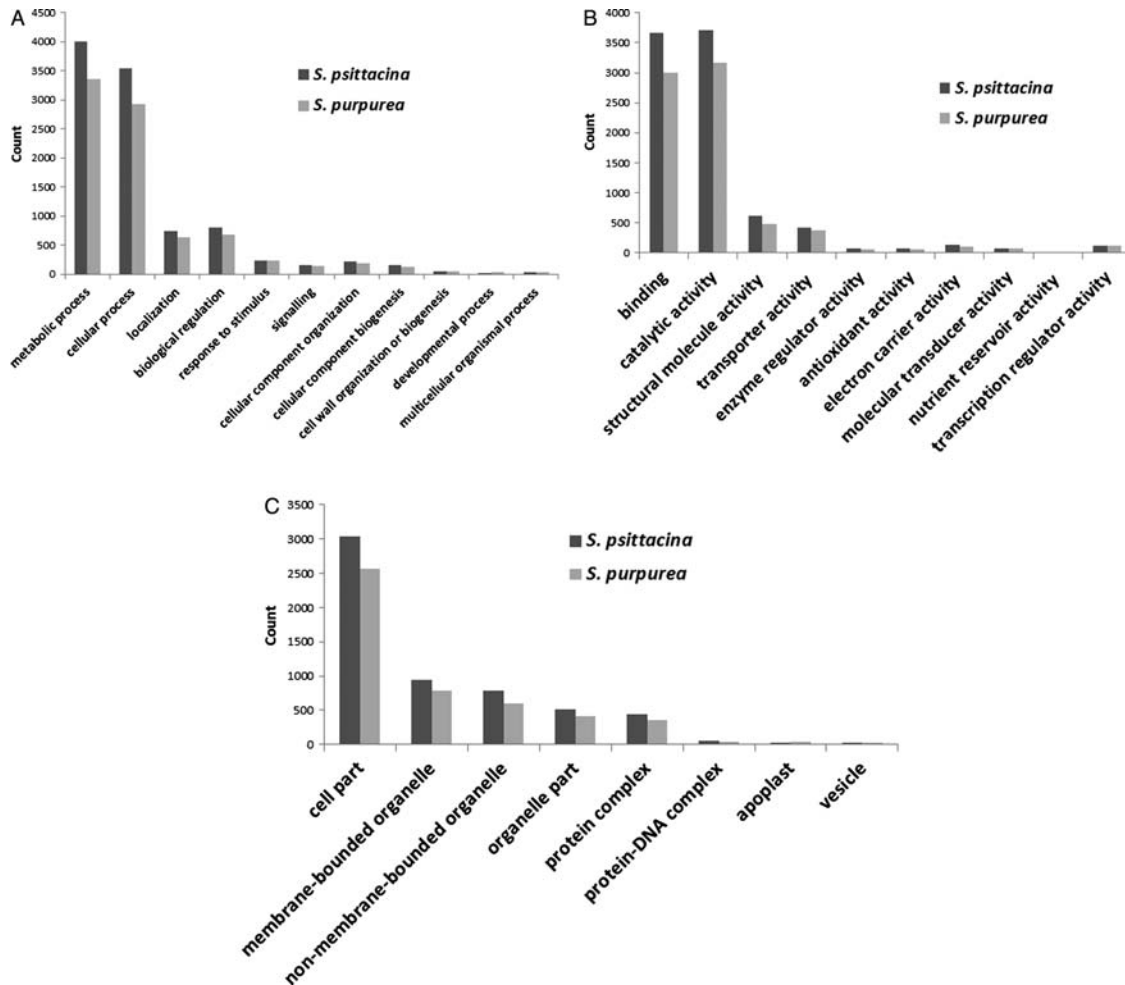 A
Count
4500
4000
3500
3000
2500
2000
1500
1000
500
0
S. psittacina
S. purpurea
metabolic process
cellular process
localization
biological regulation
response to stimulus
signalling
cellular component organization
cellular component biogenesis
cell wall organization or biogenesis
developmental process
multicellular organismal process
B
Count
4000
3500
3000
2500
2000
1500
1000
500
0
S. psittacina
S. purpurea
binding
catalytic activity
structural molecule activity
transporter activity
enzyme regulator activity
antioxidant activity
electron carrier activity
molecular transducer activity
nutrient reservoir activity
transcription regulator activity
C
Count
3500
3000
2500
2000
1500
1000
500
0
S. psittacina
S. purpurea
cell part
membrane-bounded organelle
non-membrane-bounded organelle
organelle part
protein complex
protein-DNA complex
apoplast
vesicle